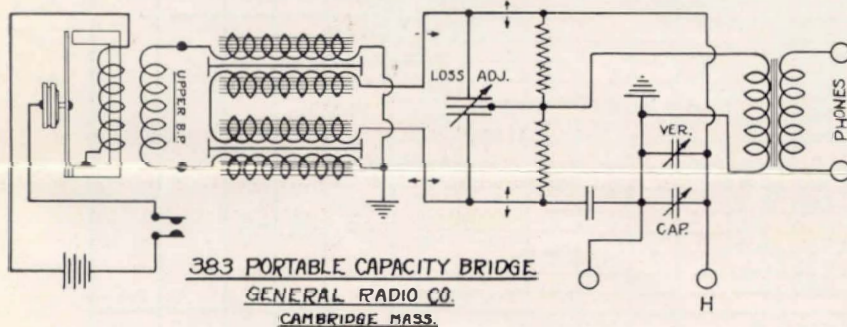 UPPER B.P.
LOSS ADJ.
VER.
CAP.
PHONES
H
383 PORTABLE CAPACITY BRIDGE
GENERAL RADIO CO.
CAMBRIDGE MASS.